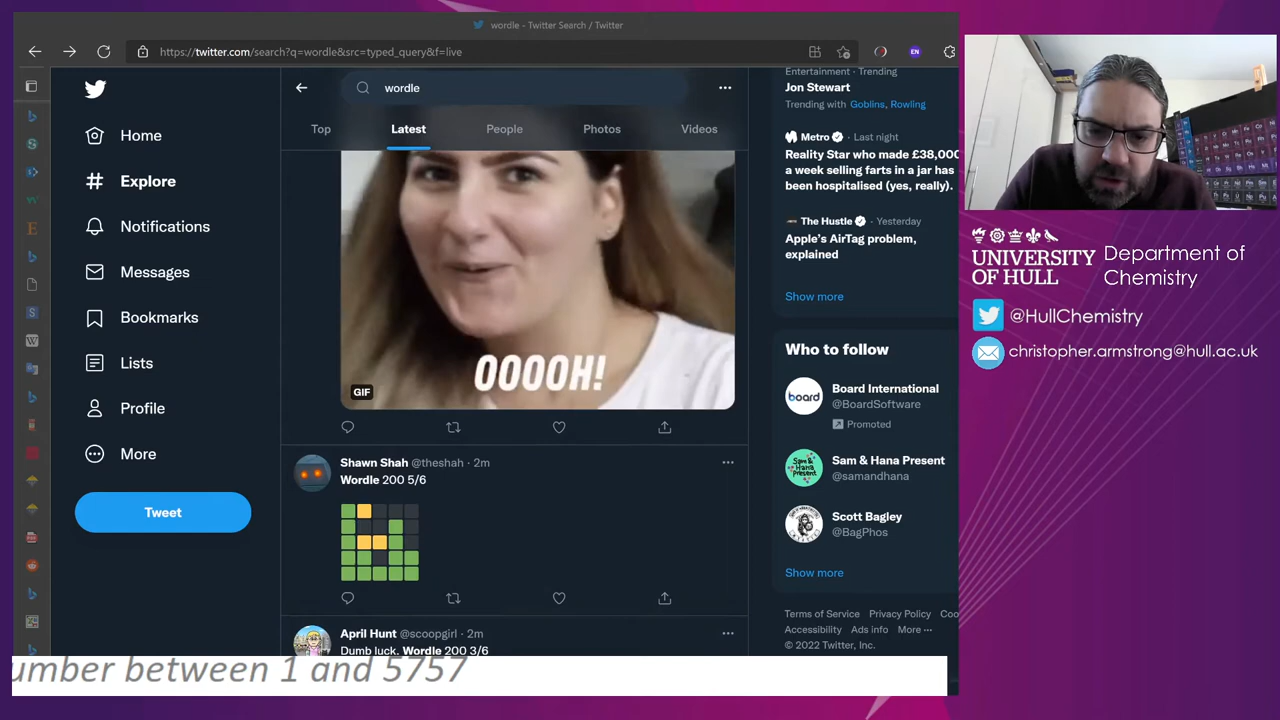 wordle - Twitter Search / Twitter
https://twitter.com/search?q=wordle&src=typed_query&f=live
EN
Home
Explore
Notifications
Messages
Bookmarks
Lists
Profile
More
Tweet
wordle
Top
Latest
People
Photos
Videos
OOOOH!
GIF
Shawn Shah @theshah · 2m
Wordle 200 5/6
April Hunt @scoopgirl · 2m
Dumb luck. Wordle 200 3/6
Entertainment · Trending
Jon Stewart
Trending with Goblins, Rowling
Metro · Last night
Reality Star who made £38,000
a week selling farts in a jar has
been hospitalised (yes, really).
The Hustle · Yesterday
Apple's AirTag problem,
explained
Show more
Who to follow
board
Board International
@BoardSoftware
Promoted
Sam & Hana Present
Sam & Hana Present
@samandhana
Scott Bagley
@BagPhos
Show more
Terms of Service Privacy Policy Coo
Accessibility Ads info More ···
© 2022 Twitter, Inc.
umber between 1 and 5757
UNIVERSITY
OF HULL
Department of
Chemistry
@HullChemistry
christopher.armstrong@hull.ac.uk